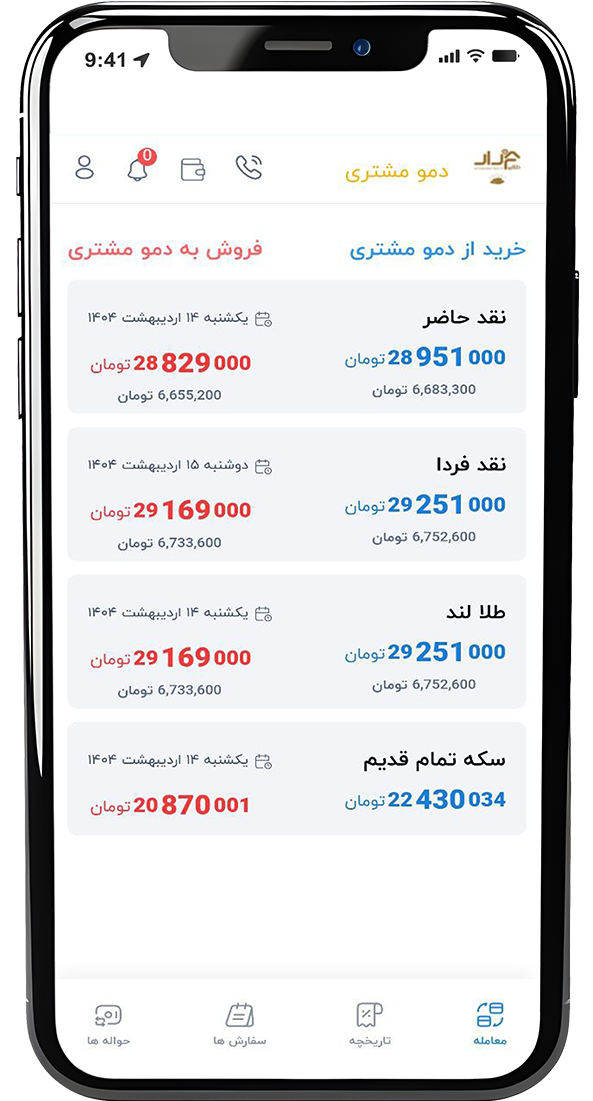 9:41
دمو مشتری
0
خرید از دمو مشتری
فروش به دمو مشتری
نقد حاضر
یکشنبه ۱۴ اردیبهشت ۱۴۰۴
28 951 000 تومان
28 829 000 تومان
6,683,300 تومان
6,655,200 تومان
نقد فردا
دوشنبه ۱۵ اردیبهشت ۱۴۰۴
29 251 000 تومان
29 169 000 تومان
6,752,600 تومان
6,733,600 تومان
طلا لند
یکشنبه ۱۴ اردیبهشت ۱۴۰۴
29 251 000 تومان
29 169 000 تومان
6,752,600 تومان
6,733,600 تومان
سکه تمام قدیم
یکشنبه ۱۴ اردیبهشت ۱۴۰۴
22 430 034 تومان
20 870 001 تومان
معامله
تاریخچه
سفارش ها
حواله ها